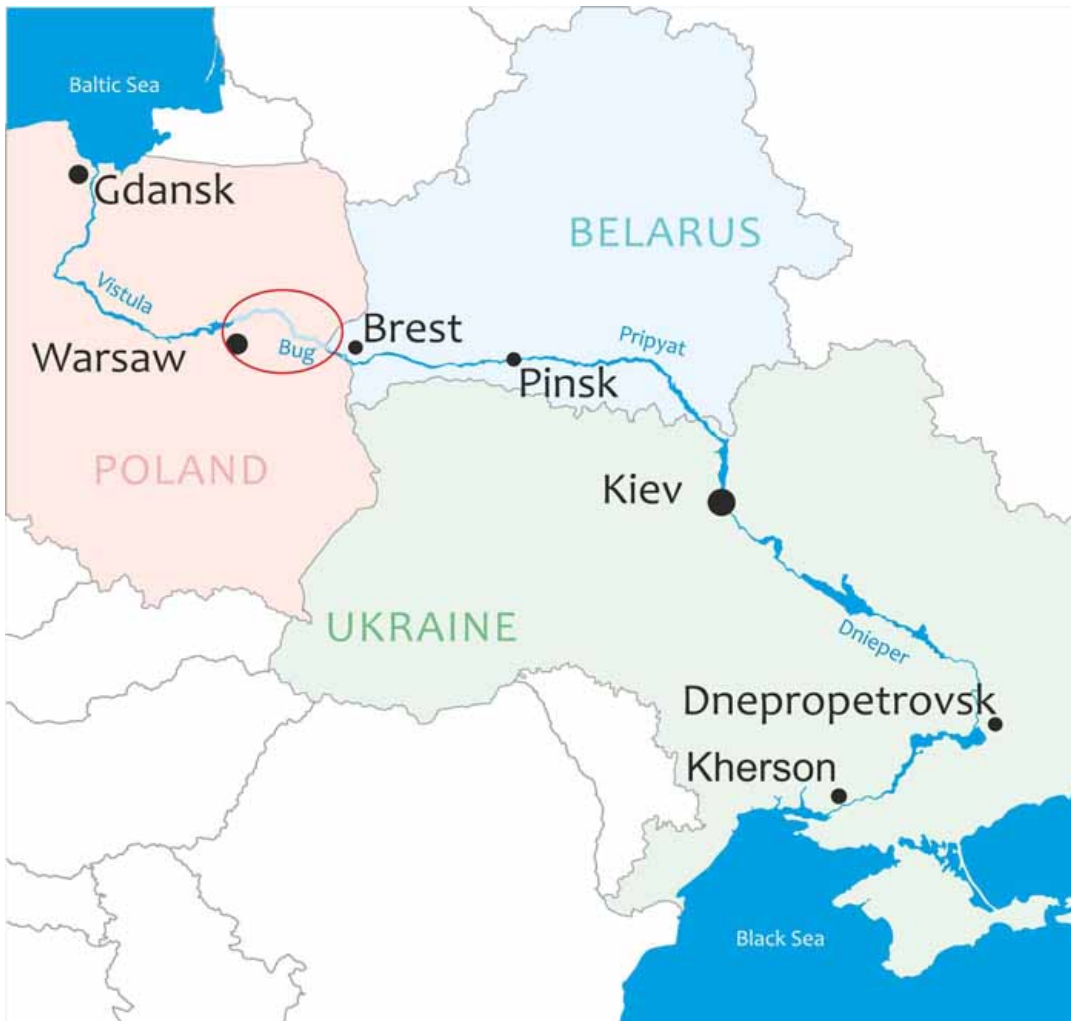 Baltic Sea
Gdansk
BELARUS
Vistula
Brest
Pripyat
Warsaw
Bug
Pinsk
POLAND
Kiev
UKRAINE
Dnieper
Dnepropetrovsk
Kherson
Black Sea